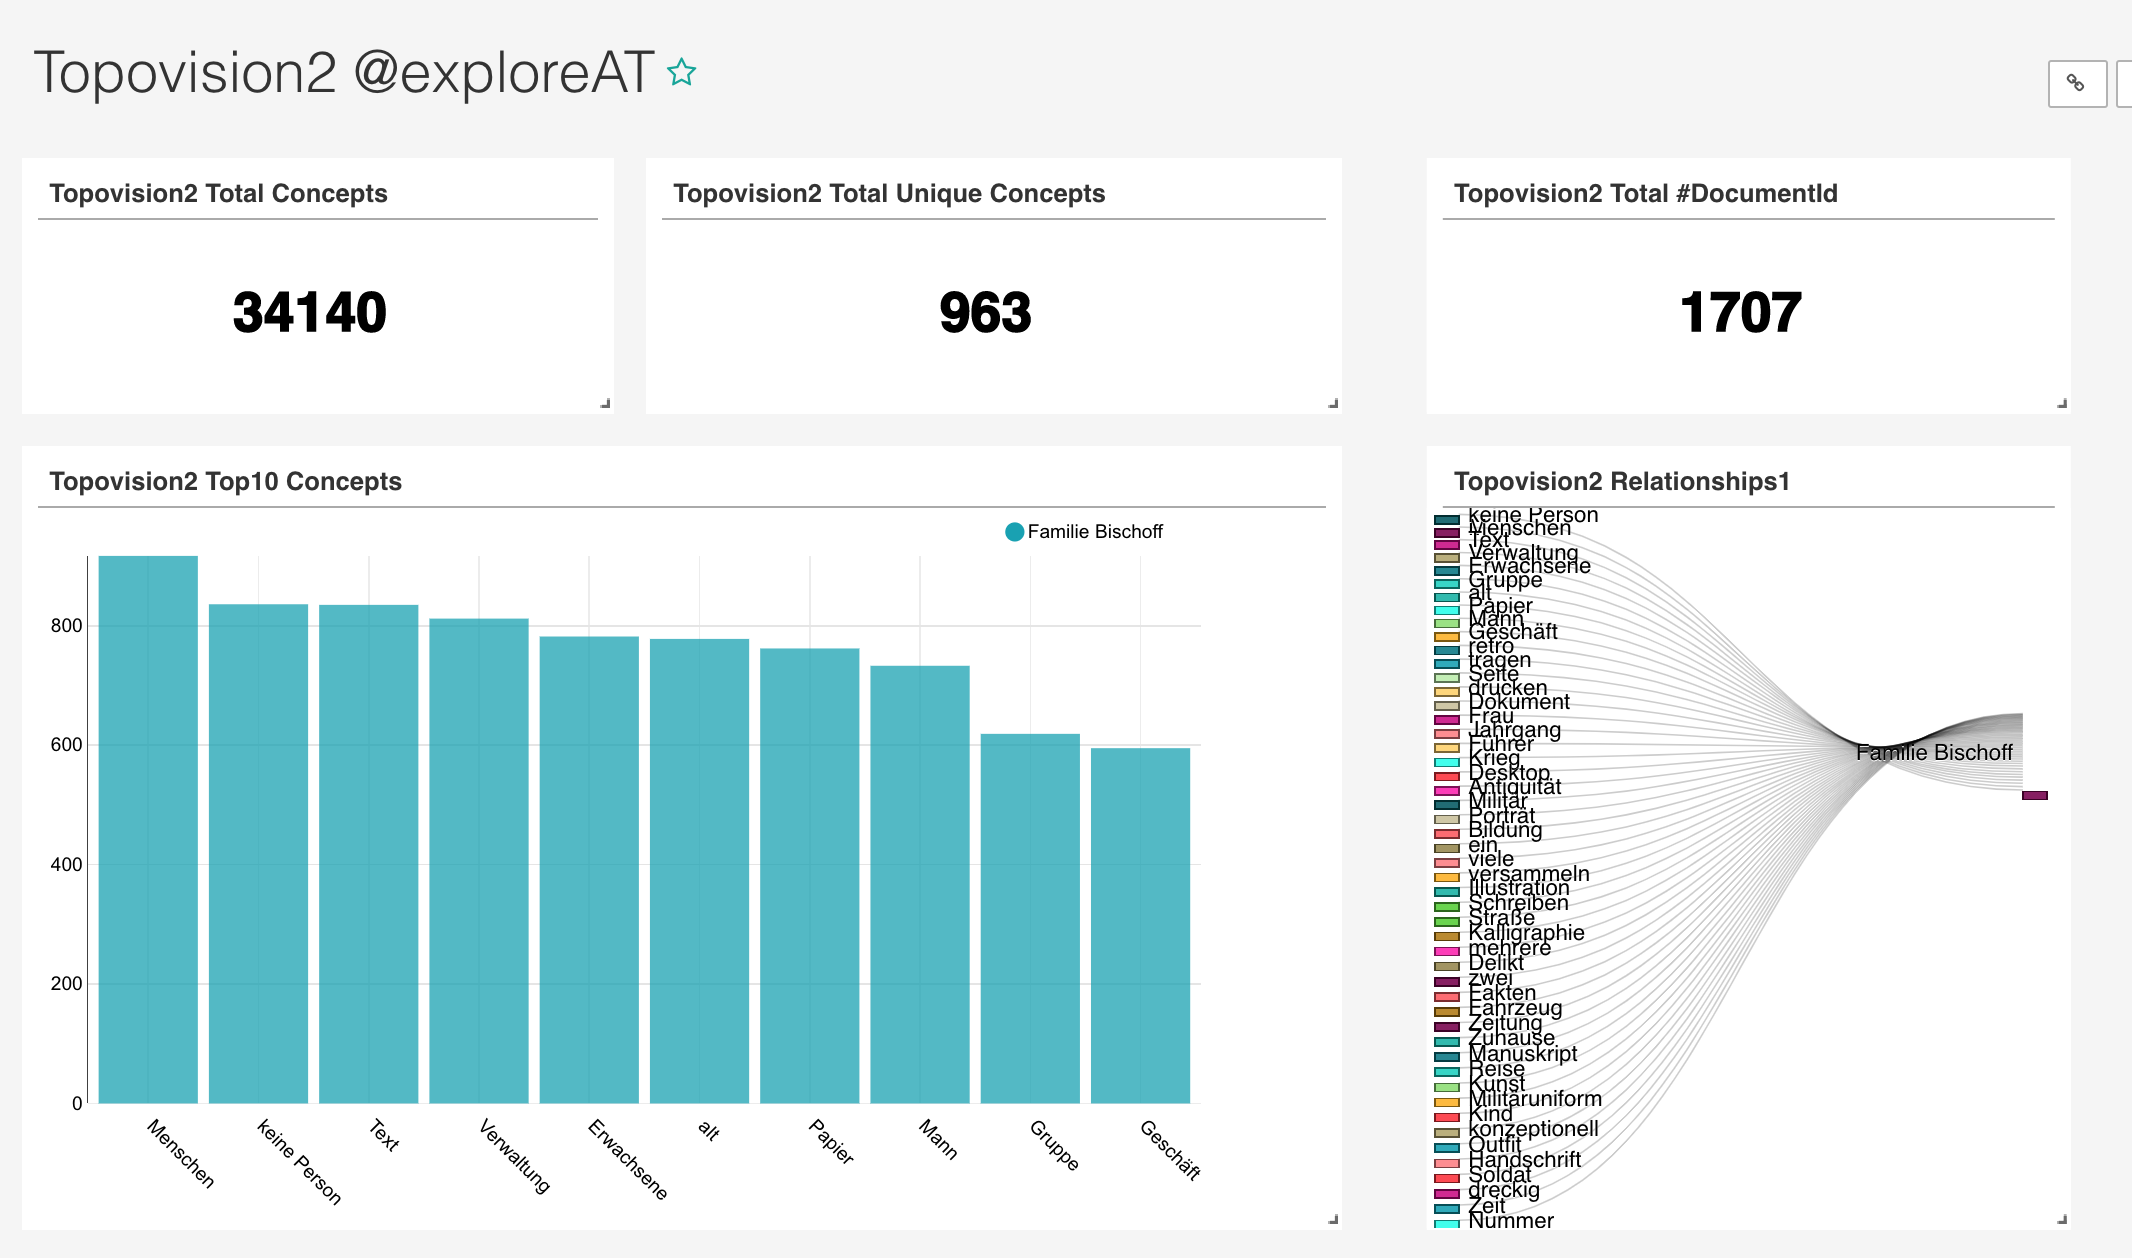 Topovision2 @exploreAT
Topovision2 Total Concepts
34140
Topovision2 Total Unique Concepts
963
Topovision2 Total #DocumentId
1707
Topovision2 Top10 Concepts
Familie Bischoff
800
600
400
200
0
Menschen
keine Person
Text
Verwaltung
Erwachsene
alt
Papier
Mann
Gruppe
Geschäft
Topovision2 Relationships1
keine Person
Menschen
Text
Verwaltung
Erwachsene
Gruppe
alt
Papier
Mann
Geschäft
retro
tragen
Seite
drucken
Dokument
Frau
Jahrgang
Führer
Krieg
Desktop
Antiquität
Militär
Porträt
Bildung
ein
viele
versammeln
Illustration
Schreiben
Straße
Kalligraphie
mehrere
Delikt
zwei
Fakten
Fahrzeug
Zeitung
Zuhause
Manuskript
Reise
Kunst
Militäruniform
Kind
konzeptionell
Outfit
Handschrift
Soldat
dreckig
Zeit
Nummer
Familie Bischoff